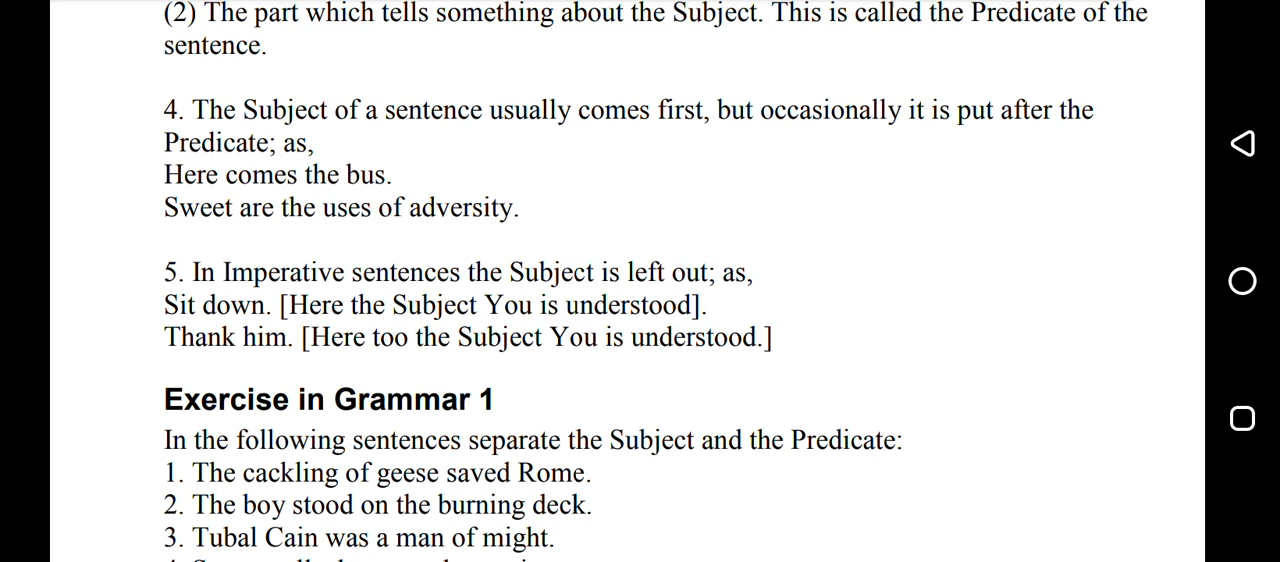 (2) The part which tells something about the Subject. This is called the Predicate of the
sentence.
4. The Subject of a sentence usually comes first, but occasionally it is put after the
Predicate; as,
Here comes the bus.
Sweet are the uses of adversity.
5. In Imperative sentences the Subject is left out; as,
Sit down. [Here the Subject You is understood].
Thank him. [Here too the Subject You is understood.]
Exercise in Grammar 1
In the following sentences separate the Subject and the Predicate:
1. The cackling of geese saved Rome.
2. The boy stood on the burning deck.
3. Tubal Cain was a man of might.